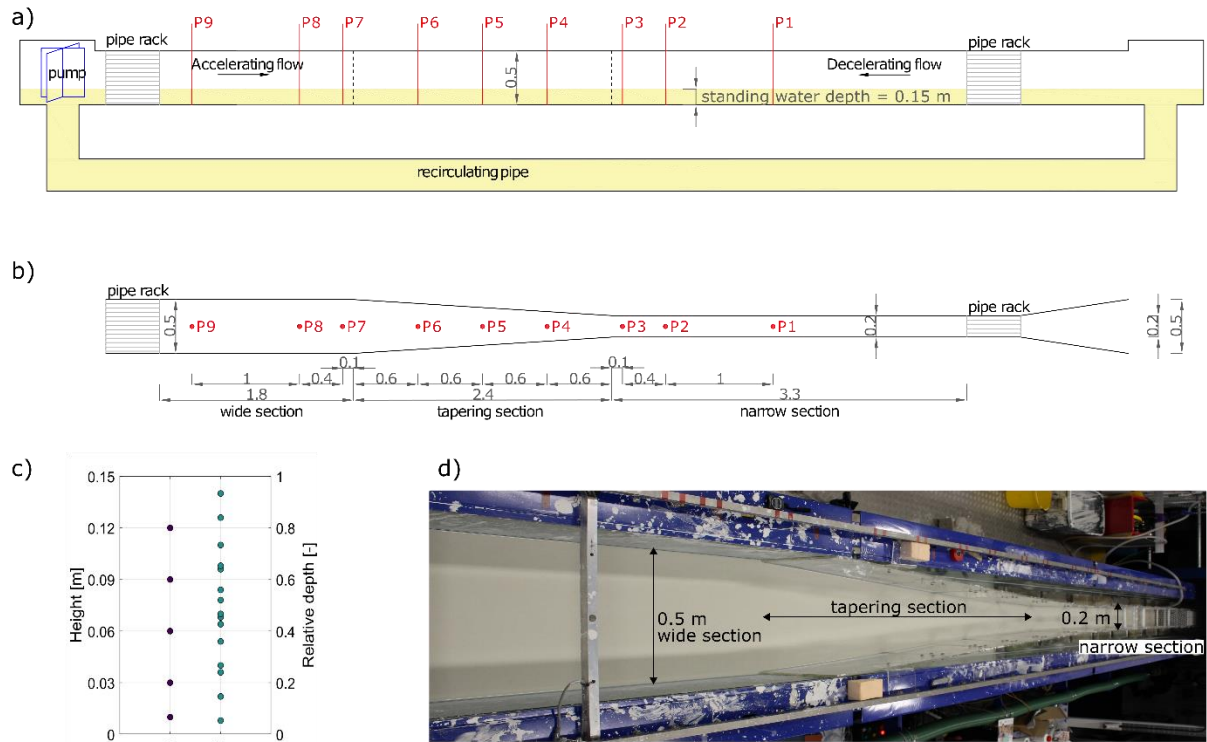 a)
P9 P8 P7 P6 P5 P4 P3 P2 P1
pipe rack pipe rack
pump Accelerating flow 0.5 Decelerating flow
standing water depth = 0.15 m
recirculating pipe
b)
pipe rack pipe rack
0.5 P9 P8 P7 P6 P5 P4 P3 P2 P1 0.2 0.2 0.5
0.1 0.1
1 0.4 0.6 0.6 0.6 0.6 0.4 1
1.8 2.4 3.3
wide section tapering section narrow section
c)
Height [m]
0.15
0.12
0.09
0.06
0.03
0
Relative depth [-]
1
0.8
0.6
0.4
0.2
0
d)
0.5 m
wide section
tapering section
0.2 m
narrow section